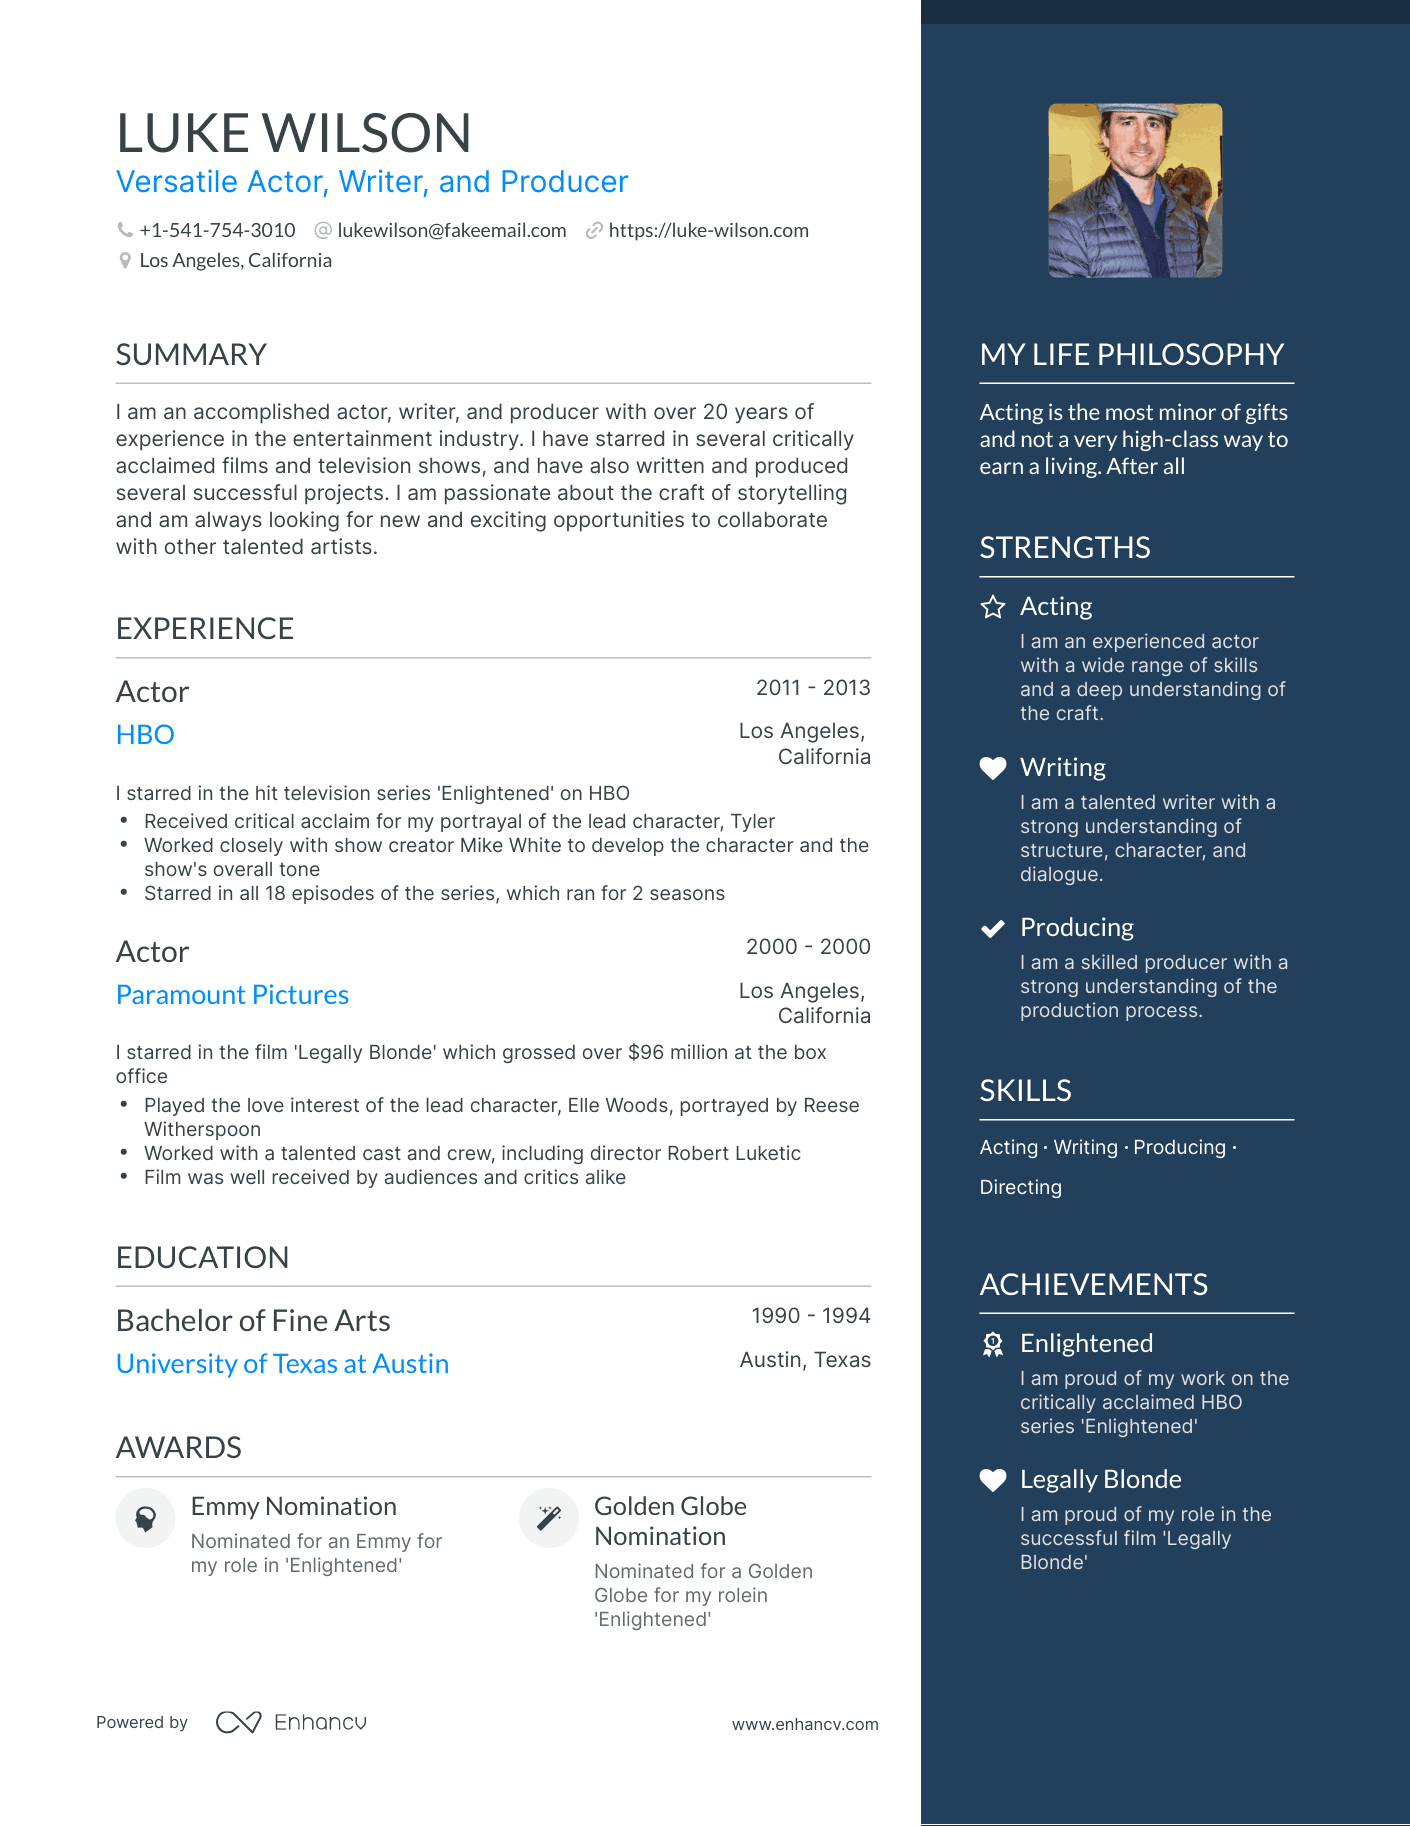 LUKE WILSON
Versatile Actor, Writer, and Producer
+1-541-754-3010 lukewilson@fakeemail.com https://luke-wilson.com
Los Angeles, California
SUMMARY
I am an accomplished actor, writer, and producer with over 20 years of
experience in the entertainment industry. I have starred in several critically
acclaimed films and television shows, and have also written and produced
several successful projects. I am passionate about the craft of storytelling
and am always looking for new and exciting opportunities to collaborate
with other talented artists.
EXPERIENCE
Actor 2011 - 2013
HBO Los Angeles,
California
I starred in the hit television series 'Enlightened' on HBO
• Received critical acclaim for my portrayal of the lead character, Tyler
• Worked closely with show creator Mike White to develop the character and the
show's overall tone
• Starred in all 18 episodes of the series, which ran for 2 seasons
Actor 2000 - 2000
Paramount Pictures Los Angeles,
California
I starred in the film 'Legally Blonde' which grossed over $96 million at the box
office
• Played the love interest of the lead character, Elle Woods, portrayed by Reese
Witherspoon
• Worked with a talented cast and crew, including director Robert Luketic
• Film was well received by audiences and critics alike
EDUCATION
Bachelor of Fine Arts 1990 - 1994
University of Texas at Austin Austin, Texas
AWARDS
Emmy Nomination
Nominated for an Emmy for
my role in 'Enlightened'
Golden Globe
Nomination
Nominated for a Golden
Globe for my rolein
'Enlightened'
MY LIFE PHILOSOPHY
Acting is the most minor of gifts
and not a very high-class way to
earn a living. After all
STRENGTHS
Acting
I am an experienced actor
with a wide range of skills
and a deep understanding of
the craft.
Writing
I am a talented writer with a
strong understanding of
structure, character, and
dialogue.
Producing
I am a skilled producer with a
strong understanding of the
production process.
SKILLS
Acting · Writing · Producing ·
Directing
ACHIEVEMENTS
Enlightened
I am proud of my work on the
critically acclaimed HBO
series 'Enlightened'
Legally Blonde
I am proud of my role in the
successful film 'Legally
Blonde'
Powered by Enhancv www.enhancv.com